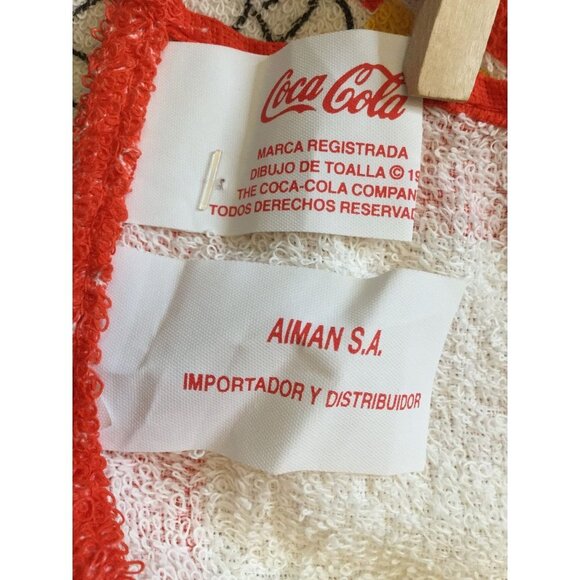 Coca-Cola
MARCA REGISTRADA
DIBUJO DE TOALLA © 19
THE COCA-COLA COMPAN
TODOS DERECHOS RESERVAD
AIMAN S.A.
IMPORTADOR Y DISTRIBUIDOR